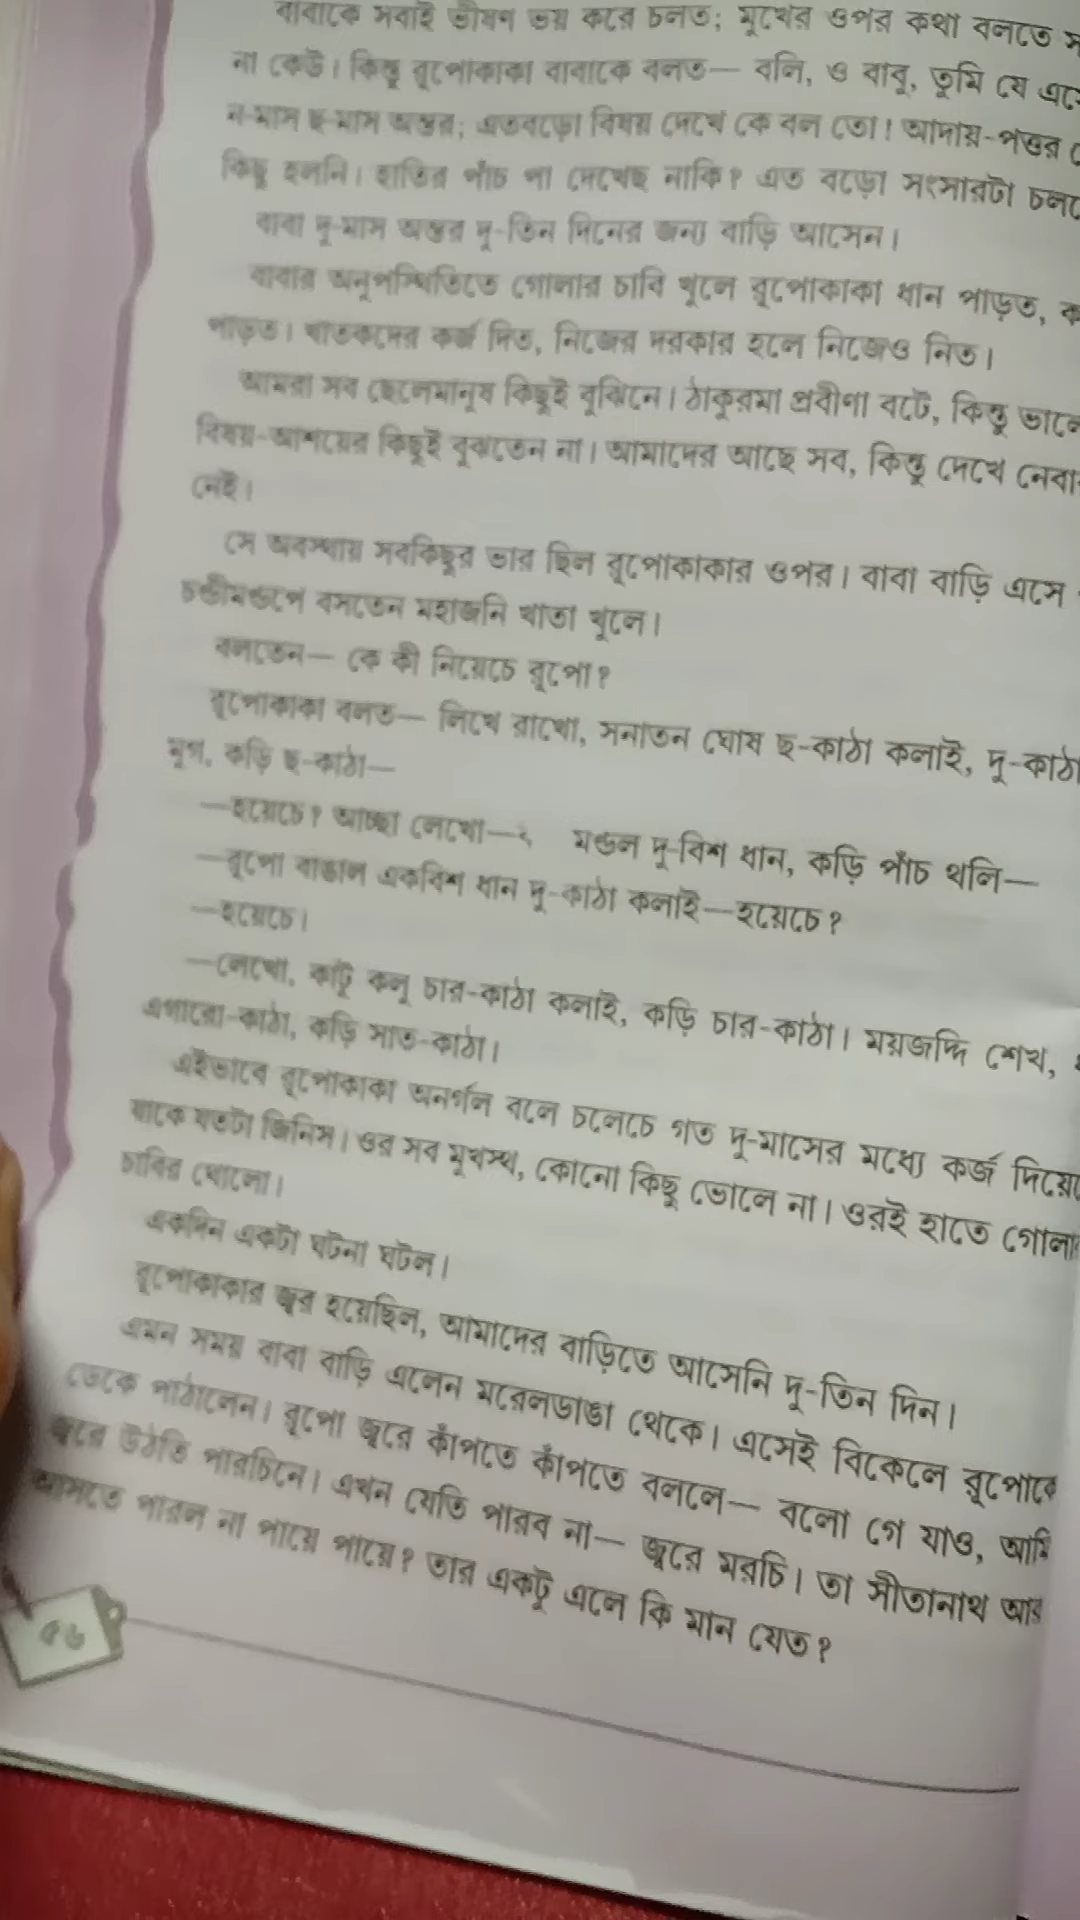 বাবাকে সবাই ভীষণ ভয় করে চলত; মুখের ওপর কথা বলতে
না কেউ। কিন্তু রূপোকাকা বাবাকে বলত— বলি, ও বাবু, তুমি যে
ন-মাস ছ-মাস অন্তর; এতবড়ো বিষয় দেখে কে বল তো! আদায়-পত্তর
কিছু হলনি। হাতির পাঁচ পা দেখেছ নাকি? এত বড়ো সংসারটা
বাবা দু-মাস অন্তর দু-তিন দিনের জন্য বাড়ি আসেন।
বাবার অনুপস্থিতিতে গোলার চাবি খুলে রূপোকাকা ধান পাড়ত,
পাড়ত। খাতকদের কর্জ দিত, নিজের দরকার হলে নিজেও নিত।
আমরা সব ছেলেমানুষ কিছুই বুঝিনে। ঠাকুরমা প্রবীণা বটে, কিন্তু
বিষয়-আশয়ের কিছুই বুঝতেন না। আমাদের আছে সব, কিন্তু দেখে
নেই।
সে অবস্থায় সবকিছুর ভার ছিল রূপোকাকার ওপর। বাবা বাড়ি এসে
চণ্ডীমণ্ডপে বসতেন মহাজনি খাতা খুলে।
বলতেন— কে কী নিয়েচে রূপো?
রূপোকাকা বলত— লিখে রাখো, সনাতন ঘোষ ছ-কাঠা কলাই, দু-কাঠা
মুগ, কড়ি ছ-কাঠা—
—হয়েচে? আচ্ছা লেখো— মণ্ডল দু-বিশ ধান, কড়ি পাঁচ থলি—
—রূপো বাঙাল একবিশ ধান দু-কাঠা কলাই—হয়েচে?
—হয়েচে।
—লেখো, কাটু কলু চার-কাঠা কলাই, কড়ি চার-কাঠা। ময়জদ্দি শেখ,
এগারো-কাঠা, কড়ি সাত-কাঠা।
এইভাবে রূপোকাকা অনর্গল বলে চলেচে গত দু-মাসের মধ্যে কর্জ
যাকে যতটা জিনিস। ওর সব মুখস্থ, কোনো কিছু ভোলে না। ওরই হাতে
চাবির থোলো।
একদিন একটা ঘটনা ঘটল।
রূপোকাকার জ্বর হয়েছিল, আমাদের বাড়িতে আসেনি দু-তিন দিন।
এমন সময় বাবা বাড়ি এলেন মরেলডাঙা থেকে। এসেই বিকেলে
ডেকে পাঠালেন। রূপো জ্বরে কাঁপতে কাঁপতে বললে— বলো গে যাও, আমি
জ্বরে উঠতি পারচিনে। এখন যেতি পারব না— জ্বরে মরচি। তা সীতানাথ আর
আসতে পারল না পায়ে পায়ে? তার একটু এলে কি মান যেত?
৫৬